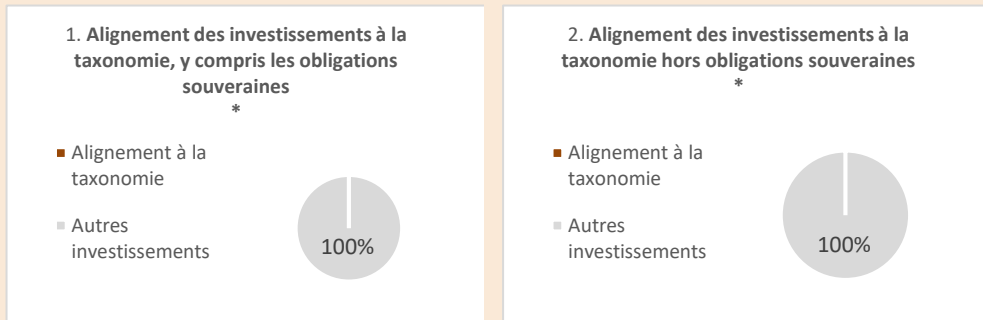 1. Alignement des investissements à la
taxonomie, y compris les obligations
souveraines
*
Alignement à la
taxonomie
Autres
investissements
100%
2. Alignement des investissements à la
taxonomie hors obligations souveraines
*
Alignement à la
taxonomie
Autres
investissements
100%